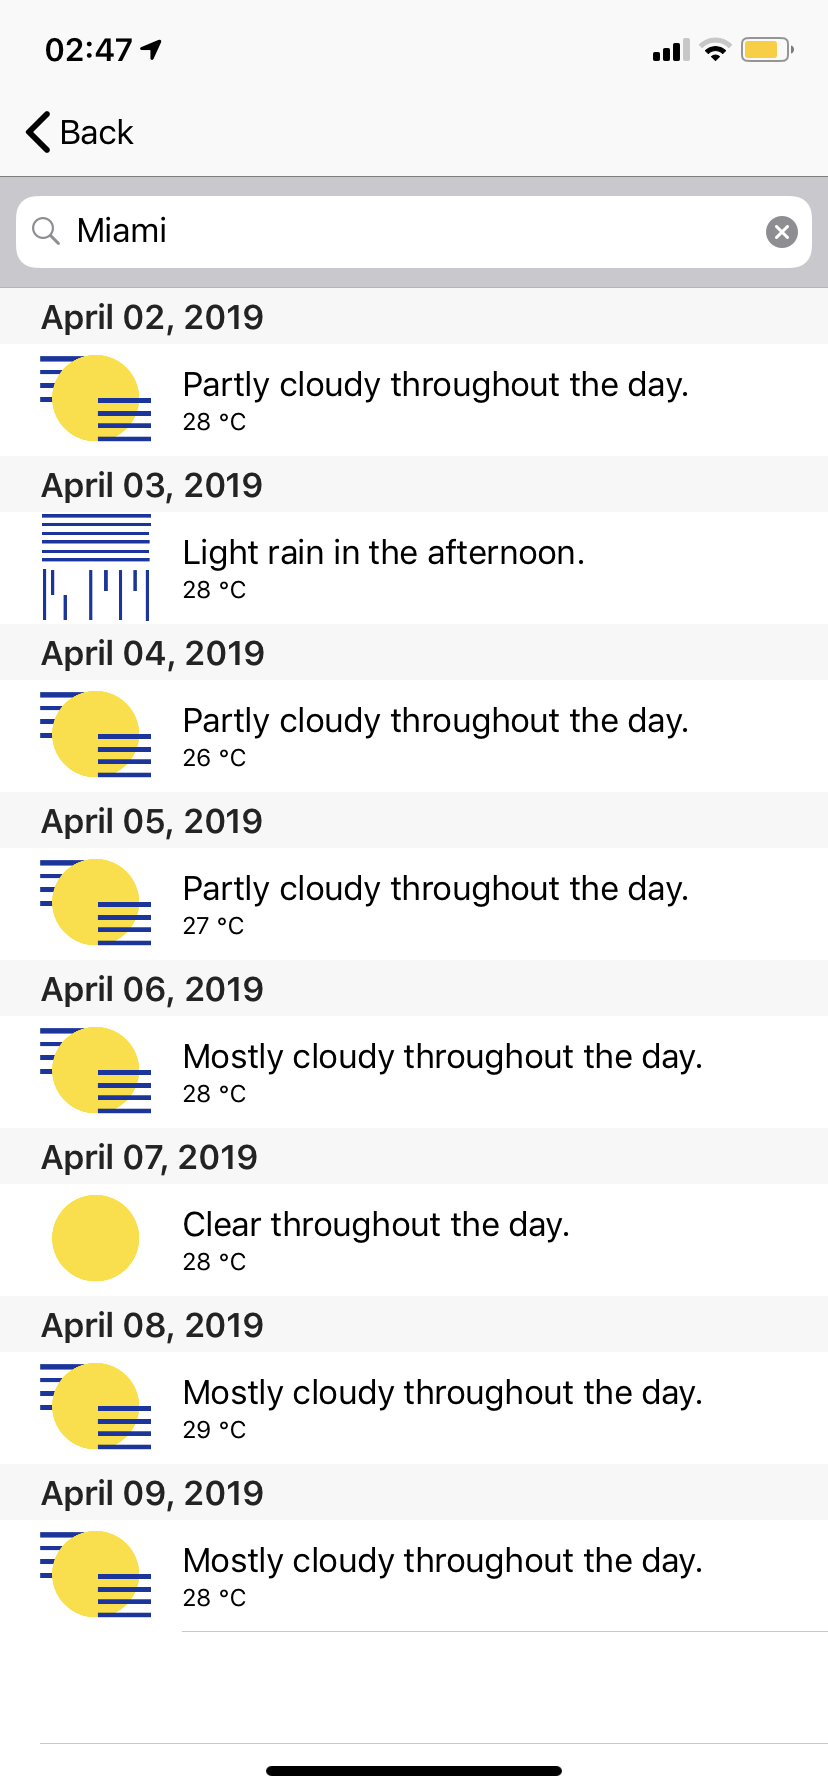 02:47
Back
Miami
April 02, 2019
Partly cloudy throughout the day.
28 °C
April 03, 2019
Light rain in the afternoon.
28 °C
April 04, 2019
Partly cloudy throughout the day.
26 °C
April 05, 2019
Partly cloudy throughout the day.
27 °C
April 06, 2019
Mostly cloudy throughout the day.
28 °C
April 07, 2019
Clear throughout the day.
28 °C
April 08, 2019
Mostly cloudy throughout the day.
29 °C
April 09, 2019
Mostly cloudy throughout the day.
28 °C